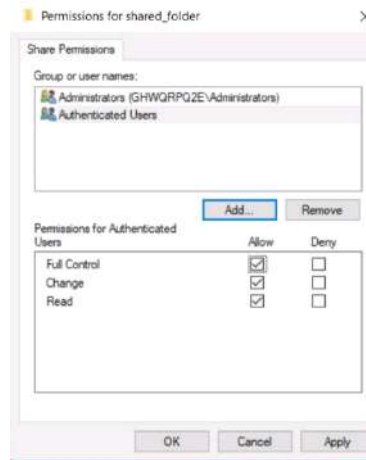 Permissions for shared_folder
Share Permissions
Group or user names:
Administrators (GHWQRPQ2E\Administrators)
Authenticated Users
Add...
Remove
Permissions for Authenticated
Users
Allow
Deny
Full Control
Change
Read
OK
Cancel
Apply